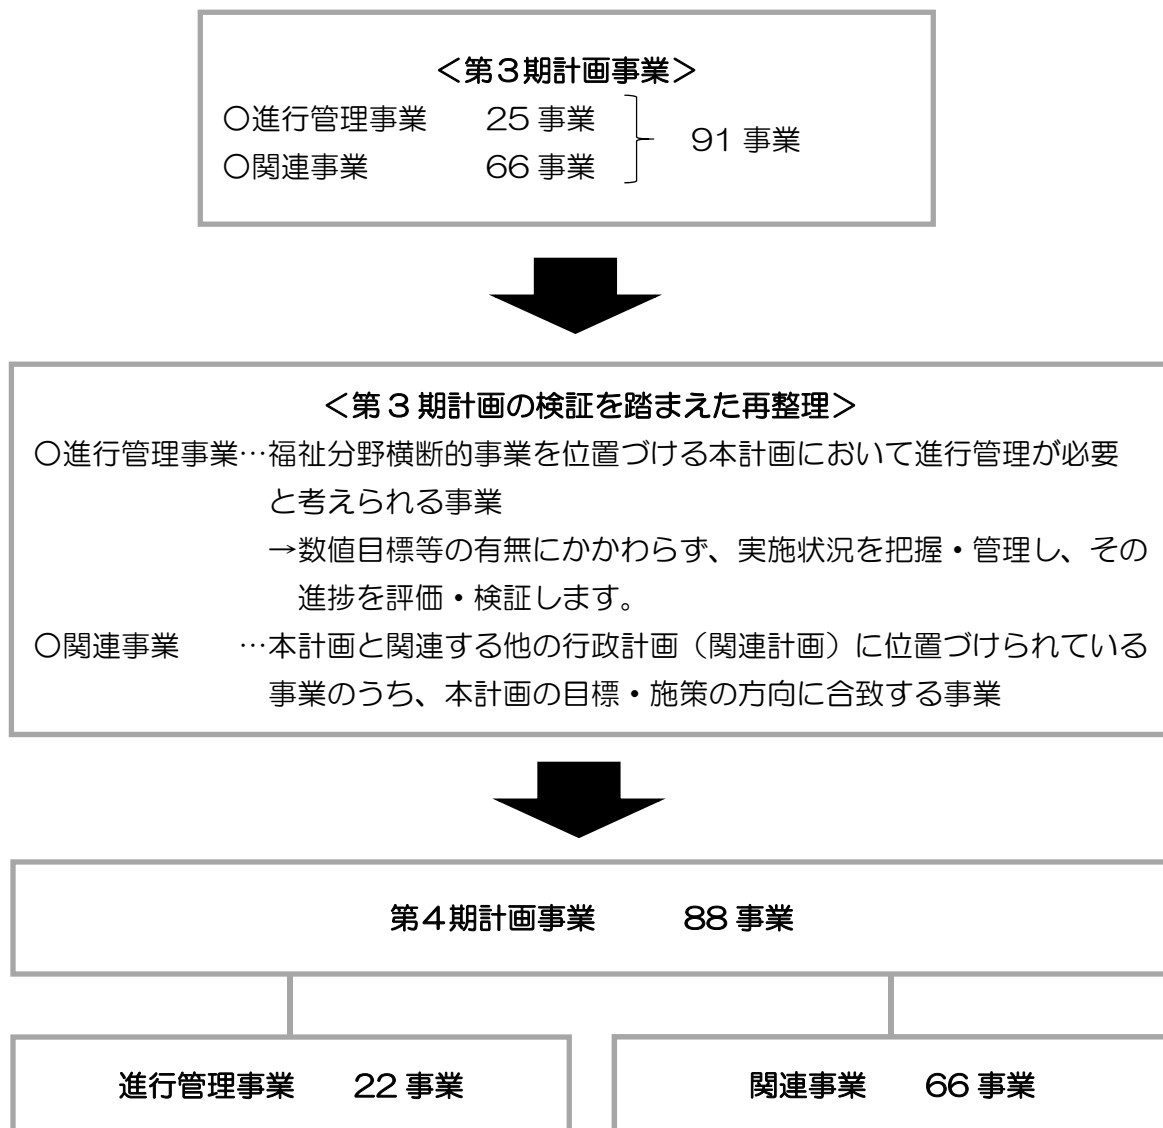 ＜第３期計画事業＞
○進行管理事業　　25 事業
91 事業
○関連事業　　　　66 事業
＜第 3 期計画の検証を踏まえた再整理＞
○進行管理事業…福祉分野横断的事業を位置づける本計画において進行管理が必要
と考えられる事業
→数値目標等の有無にかかわらず、実施状況を把握・管理し、その
進捗を評価・検証します。
○関連事業　　…本計画と関連する他の行政計画（関連計画）に位置づけられている
事業のうち、本計画の目標・施策の方向に合致する事業
第４期計画事業　　　88 事業
進行管理事業　　22 事業
関連事業　　66 事業